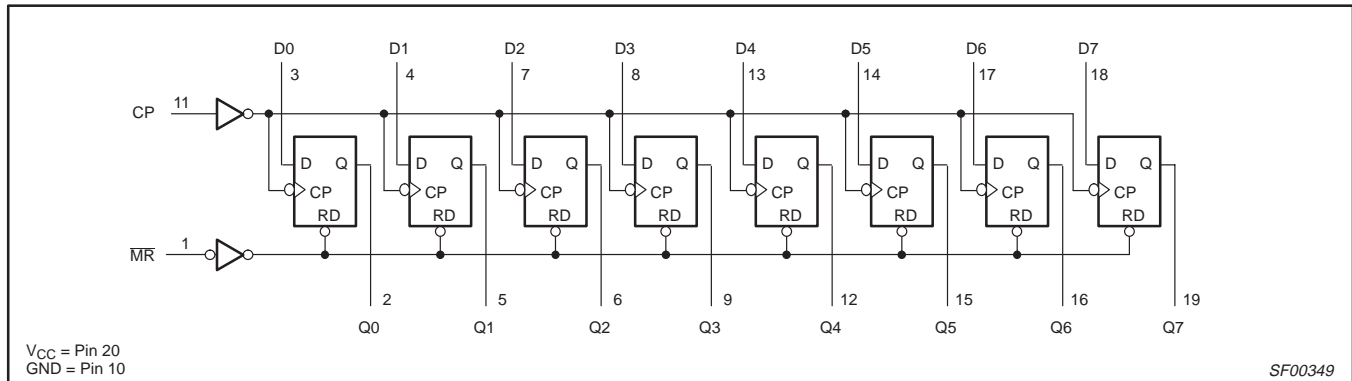 D0 D1 D2 D3 D4 D5 D6 D7
3 4 7 8 13 14 17 18
CP 11
D Q D Q D Q D Q D Q D Q D Q D Q
CP CP CP CP CP CP CP CP
RD RD RD RD RD RD RD RD
MR 1
2 5 6 9 12 15 16 19
Q0 Q1 Q2 Q3 Q4 Q5 Q6 Q7
VCC = Pin 20
GND = Pin 10
SF00349